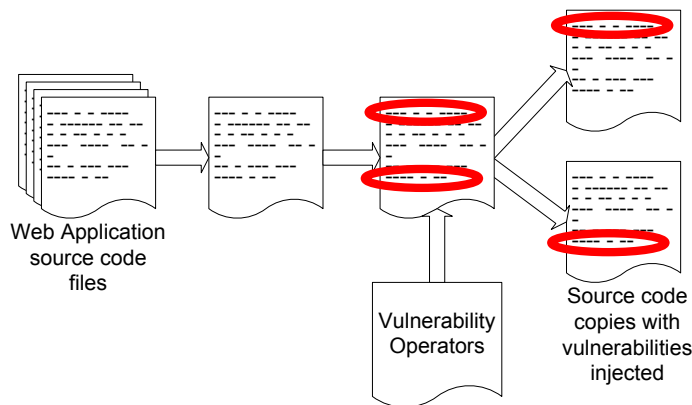 Web Application
source code
files
Vulnerability
Operators
Source code
copies with
vulnerabilities
injected